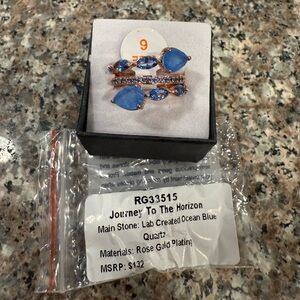 9
RG33515
Journey To The Horizon
Main Stone: Lab Created Ocean Blue
Quartz
Materials: Rose Gold Plating
MSRP: $132